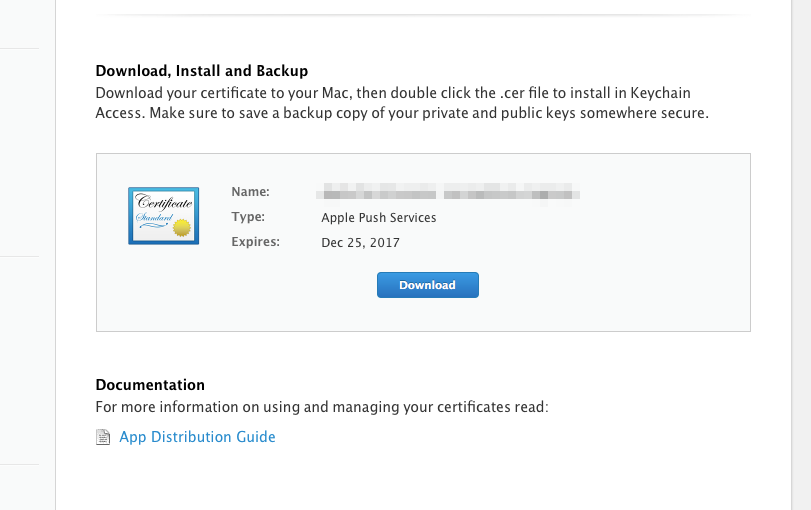 Download, Install and Backup
Download your certificate to your Mac, then double click the .cer file to install in Keychain
Access. Make sure to save a backup copy of your private and public keys somewhere secure.
Certificate
Standard
Name:
Type: Apple Push Services
Expires: Dec 25, 2017
Download
Documentation
For more information on using and managing your certificates read:
App Distribution Guide